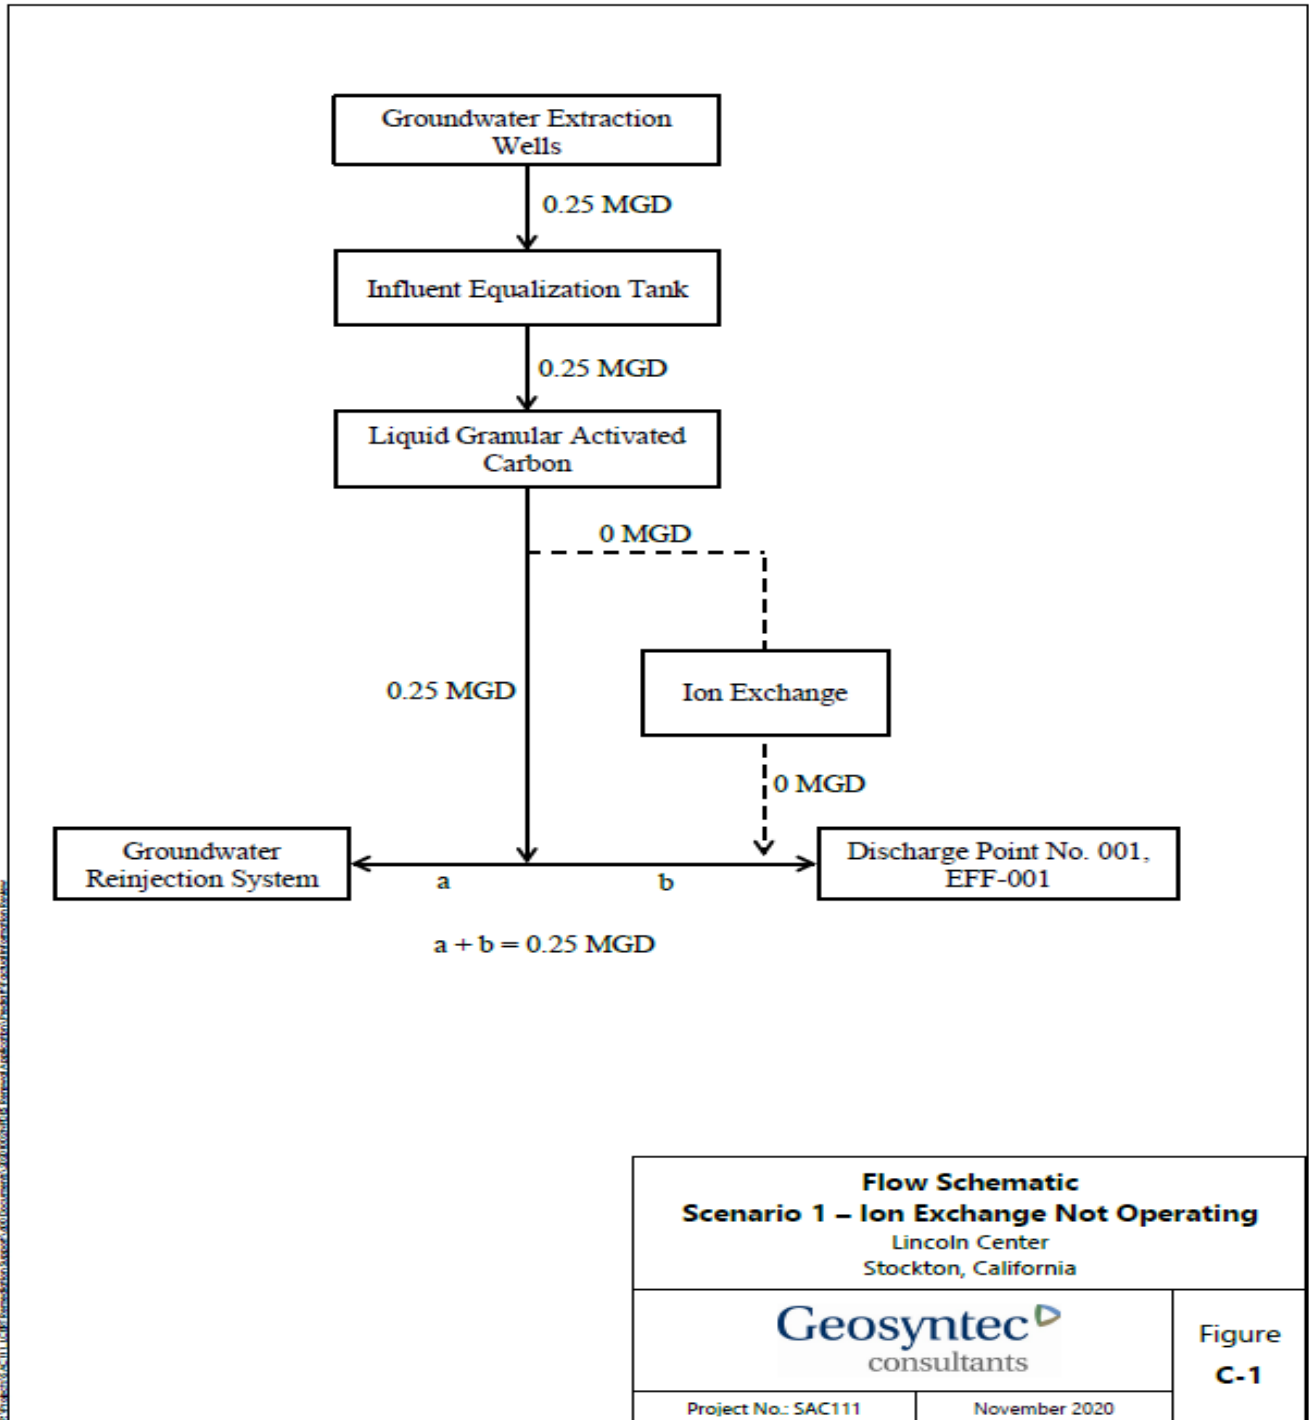 Groundwater Extraction
Wells
0.25 MGD
Influent Equalization Tank
0.25 MGD
Liquid Granular Activated
Carbon
0 MGD
0.25 MGD
Ion Exchange
0 MGD
Groundwater
Reinjection System
a
b
Discharge Point No. 001,
EFF-001
a + b = 0.25 MGD
Flow Schematic
Scenario 1 – Ion Exchange Not Operating
Lincoln Center
Stockton, California
Geosyntec
consultants
Figure
C-1
Project No.: SAC111
November 2020